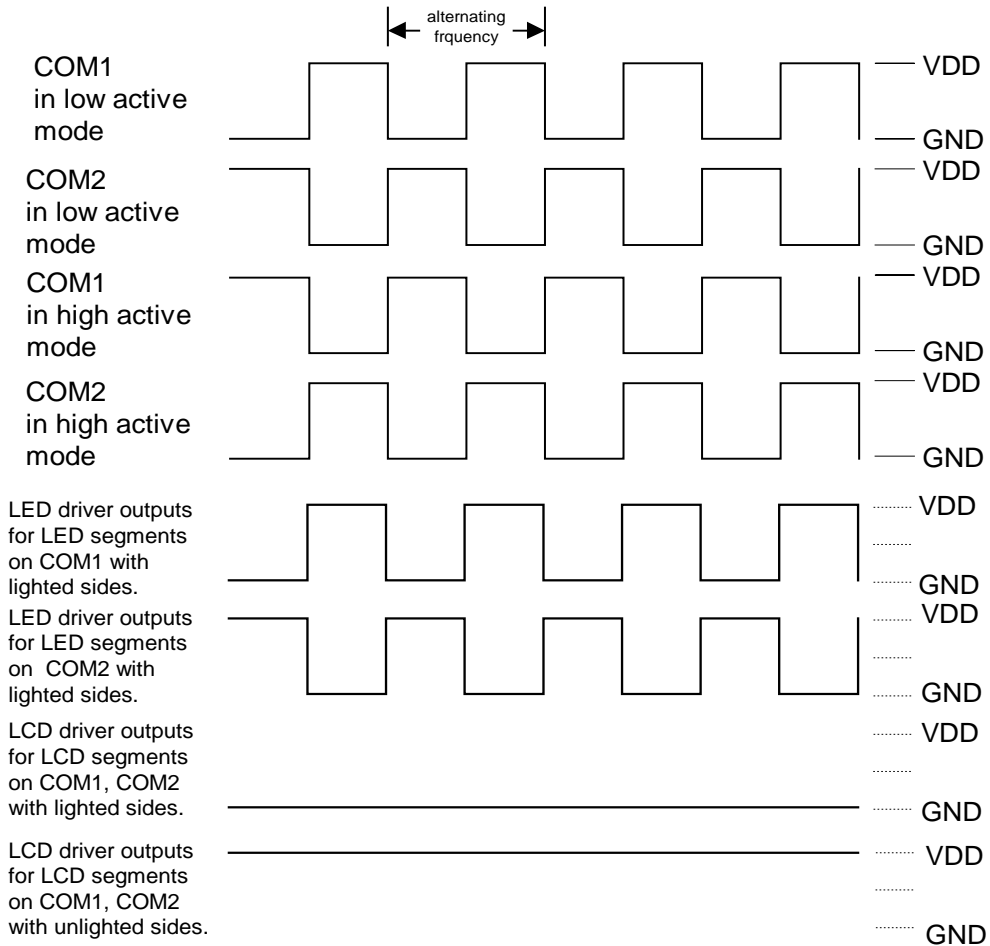 alternating
frquency
COM1
in low active
mode
VDD
GND
COM2
in low active
mode
VDD
GND
COM1
in high active
mode
VDD
GND
COM2
in high active
mode
VDD
GND
LED driver outputs
for LED segments
on COM1 with
lighted sides.
VDD
GND
LED driver outputs
for LED segments
on COM2 with
lighted sides.
VDD
GND
LCD driver outputs
for LCD segments
on COM1, COM2
with lighted sides.
VDD
GND
LCD driver outputs
for LCD segments
on COM1, COM2
with unlighted sides.
VDD
GND